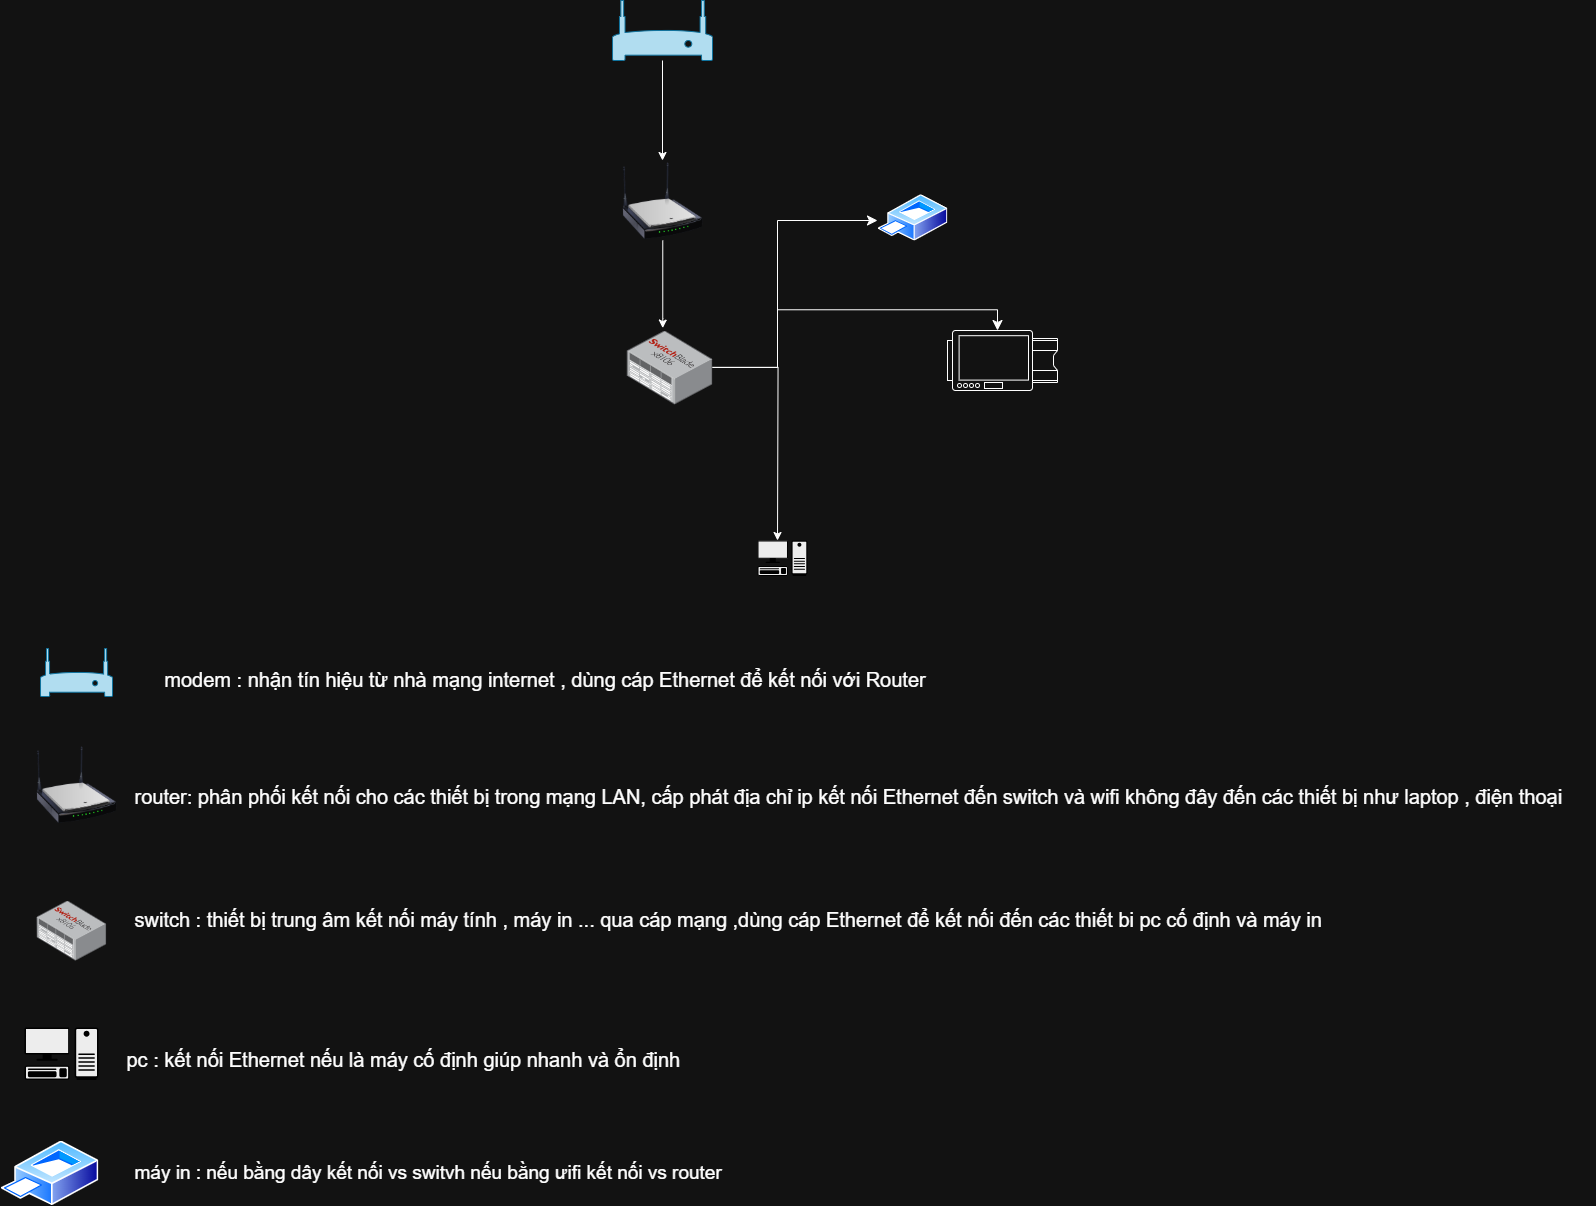 SwitchBlade
x8106
modem : nhận tín hiệu từ nhà mạng internet , dùng cáp Ethernet để kết nối với Router
router: phân phối kết nối cho các thiết bị trong mạng LAN, cấp phát địa chỉ ip kết nối Ethernet đến switch và wifi không đây đến các thiết bị như laptop , điện thoại
SwitchBlade
x8106
switch : thiết bị trung âm kết nối máy tính , máy in ... qua cáp mạng ,dùng cáp Ethernet để kết nối đến các thiết bi pc cố định và máy in
pc : kết nối Ethernet nếu là máy cố định giúp nhanh và ổn định
máy in : nếu bằng dây kết nối vs switvh nếu bằng ưifi kết nối vs router